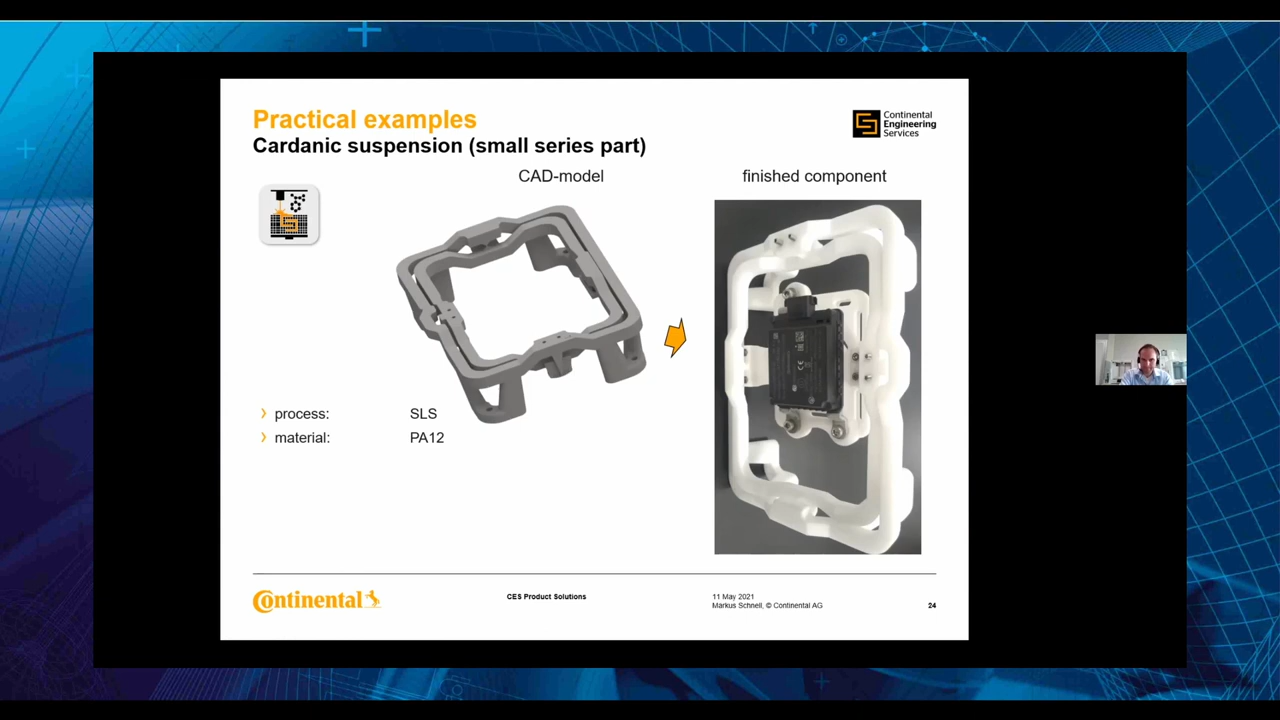 Practical examples
Cardanic suspension (small series part)
Continental
Engineering
Services
CAD-model
finished component
› process: SLS
› material: PA12
Continental
CES Product Solutions
11 May 2021
Markus Schnell, © Continental AG
24